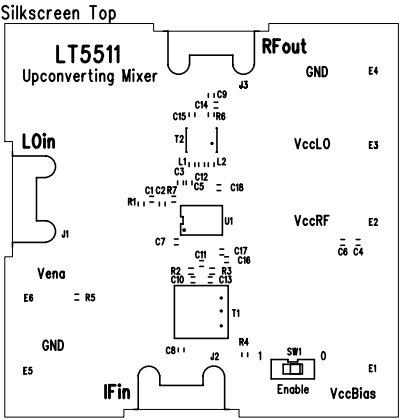 Silkscreen Top
LT5511
Upconverting Mixer
RFout
J3
GND
E4
C9
C14
C15
R6
T2
VccLO
E3
LOin
L1
L2
C3
C12
C5
C18
C1
C2
R7
R1
U1
VccRF
E2
J1
C7
C17
C16
C6
C4
C11
Vena
R2
R3
C10
C13
E6
R5
T1
GND
C8
J2
R4
1
SW1
0
E5
IFin
Enable
E1
VccBias